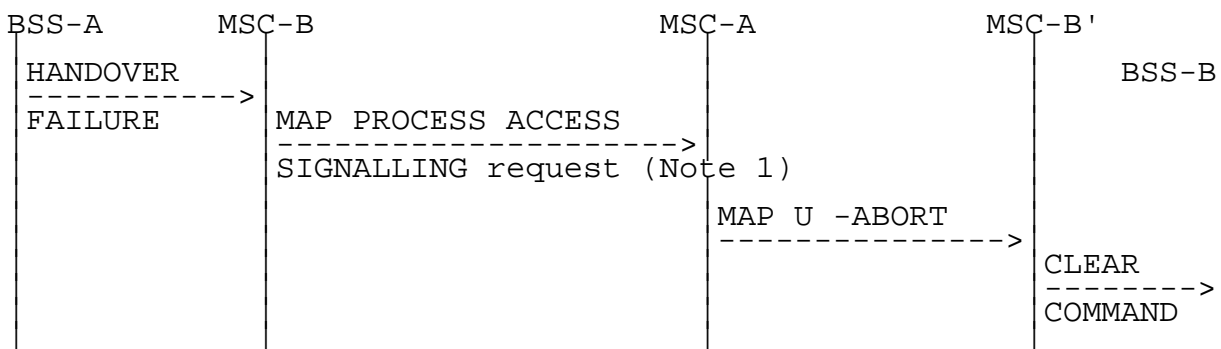 BSS-A MSC-B MSC-A MSC-B'
HANDOVER BSS-B
----------->
FAILURE MAP PROCESS ACCESS
-------------------->
SIGNALLING request (Note 1)
MAP U -ABORT
--------------->
CLEAR
-------->
COMMAND